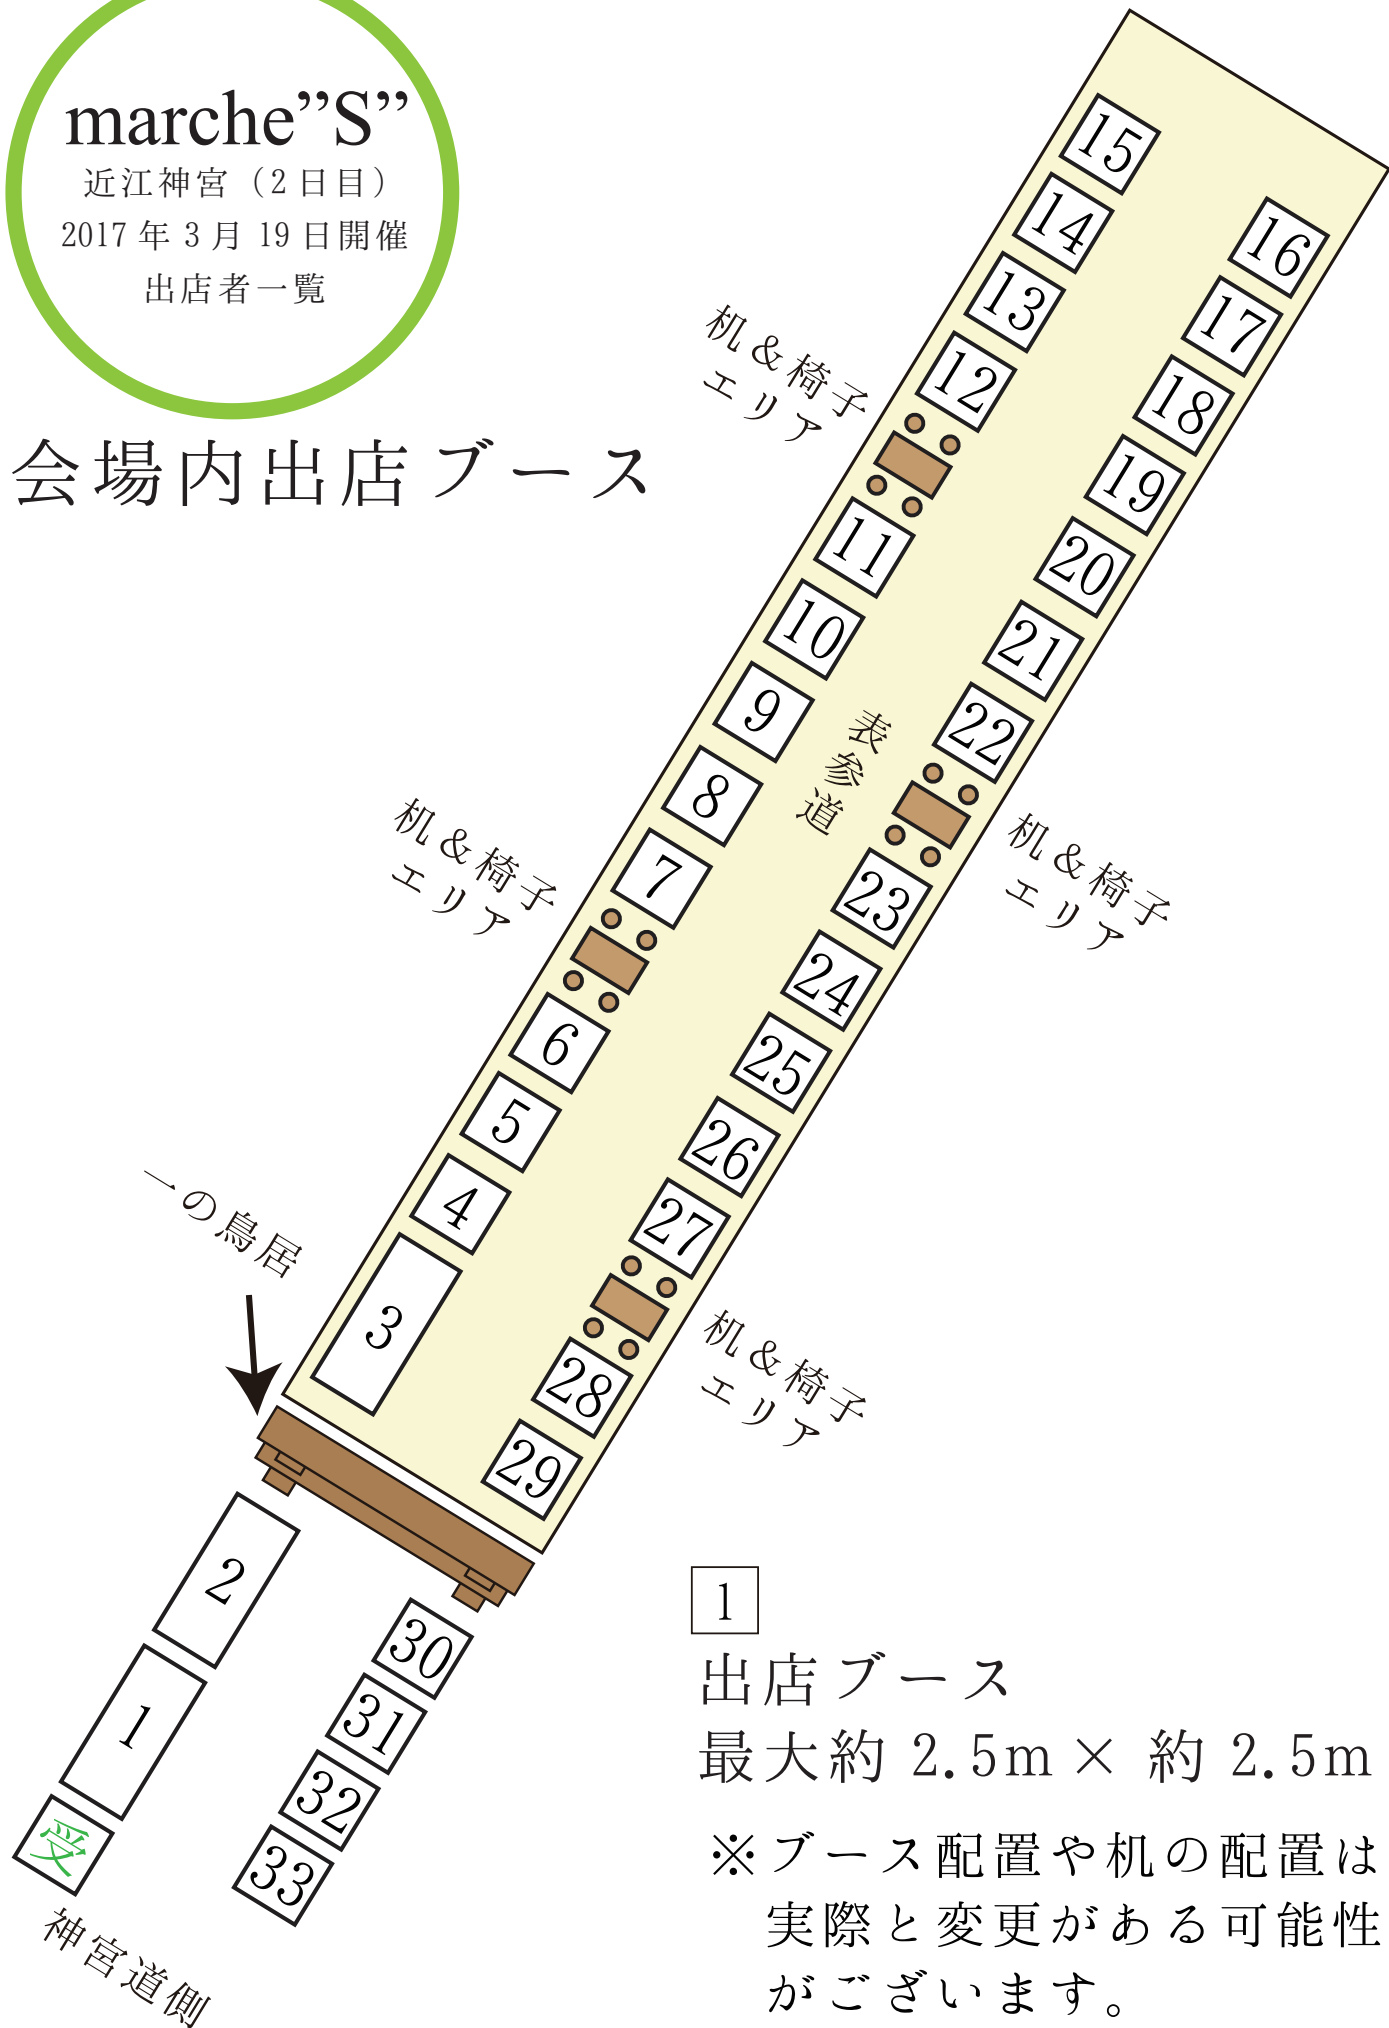 marche”S”
近江神宮（2日目）
2017年3月19日開催
出店者一覧
会場内出店ブース
15
14
13
12
机＆椅子
エリア
11
10
9
8
7
机＆椅子
エリア
6
5
4
3
一の鳥居
2
1
受
神宮道側
表参道
16
17
18
19
20
21
22
机＆椅子
エリア
23
24
25
26
27
机＆椅子
エリア
28
29
30
31
32
33
1
出店ブース
最大約 2.5m × 約 2.5m
※ブース配置や机の配置は
実際と変更がある可能性
がございます。